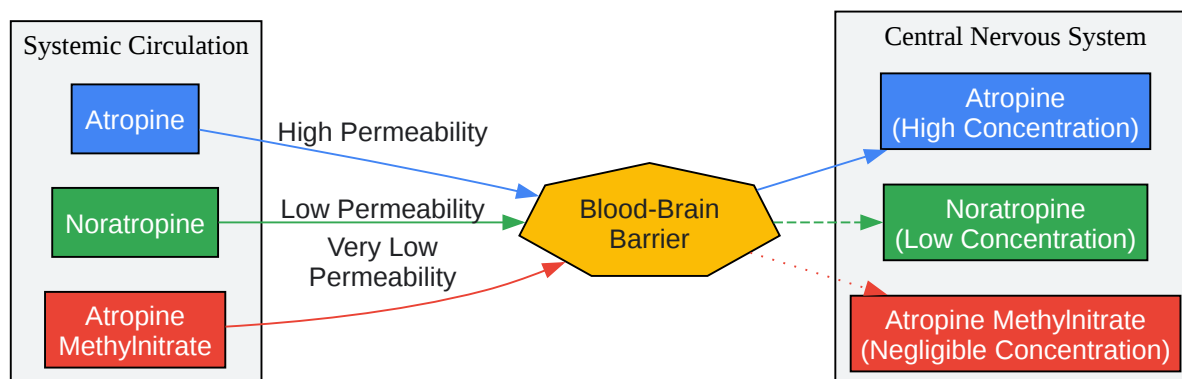 Systemic Circulation
Atropine
Noratropine
Atropine
Methylnitrate
High Permeability
Low Permeability
Very Low
Permeability
Blood-Brain
Barrier
Central Nervous System
Atropine
(High Concentration)
Noratropine
(Low Concentration)
Atropine Methylnitrate
(Negligible Concentration)